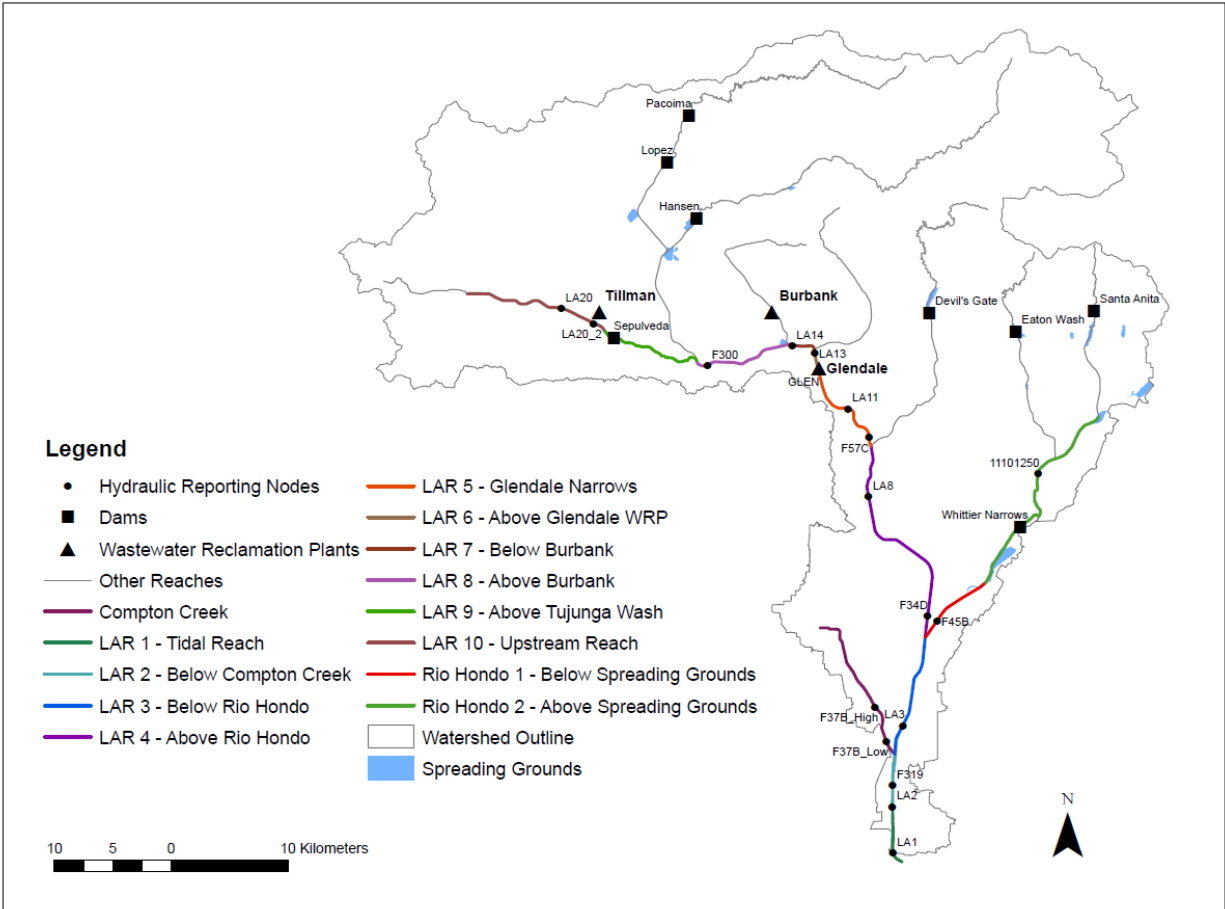 Pacoima
Lopez
Hansen
LA20
Tillman
LA20_2
Sepulveda
Burbank
LA14
F300
LA13
Glendale
GLEN
Devil's Gate
Eaton Wash
Santa Anita
LA11
F57C
LA8
11101250
Whittier Narrows
F34D
F45B
F37B_High
LA3
F37B_Low
F319
LA2
LA1
Legend
Hydraulic Reporting Nodes
Dams
Wastewater Reclamation Plants
Other Reaches
Compton Creek
LAR 1 - Tidal Reach
LAR 2 - Below Compton Creek
LAR 3 - Below Rio Hondo
LAR 4 - Above Rio Hondo
LAR 5 - Glendale Narrows
LAR 6 - Above Glendale WRP
LAR 7 - Below Burbank
LAR 8 - Above Burbank
LAR 9 - Above Tujunga Wash
LAR 10 - Upstream Reach
Rio Hondo 1 - Below Spreading Grounds
Rio Hondo 2 - Above Spreading Grounds
Watershed Outline
Spreading Grounds
10 5 0 10 Kilometers
N